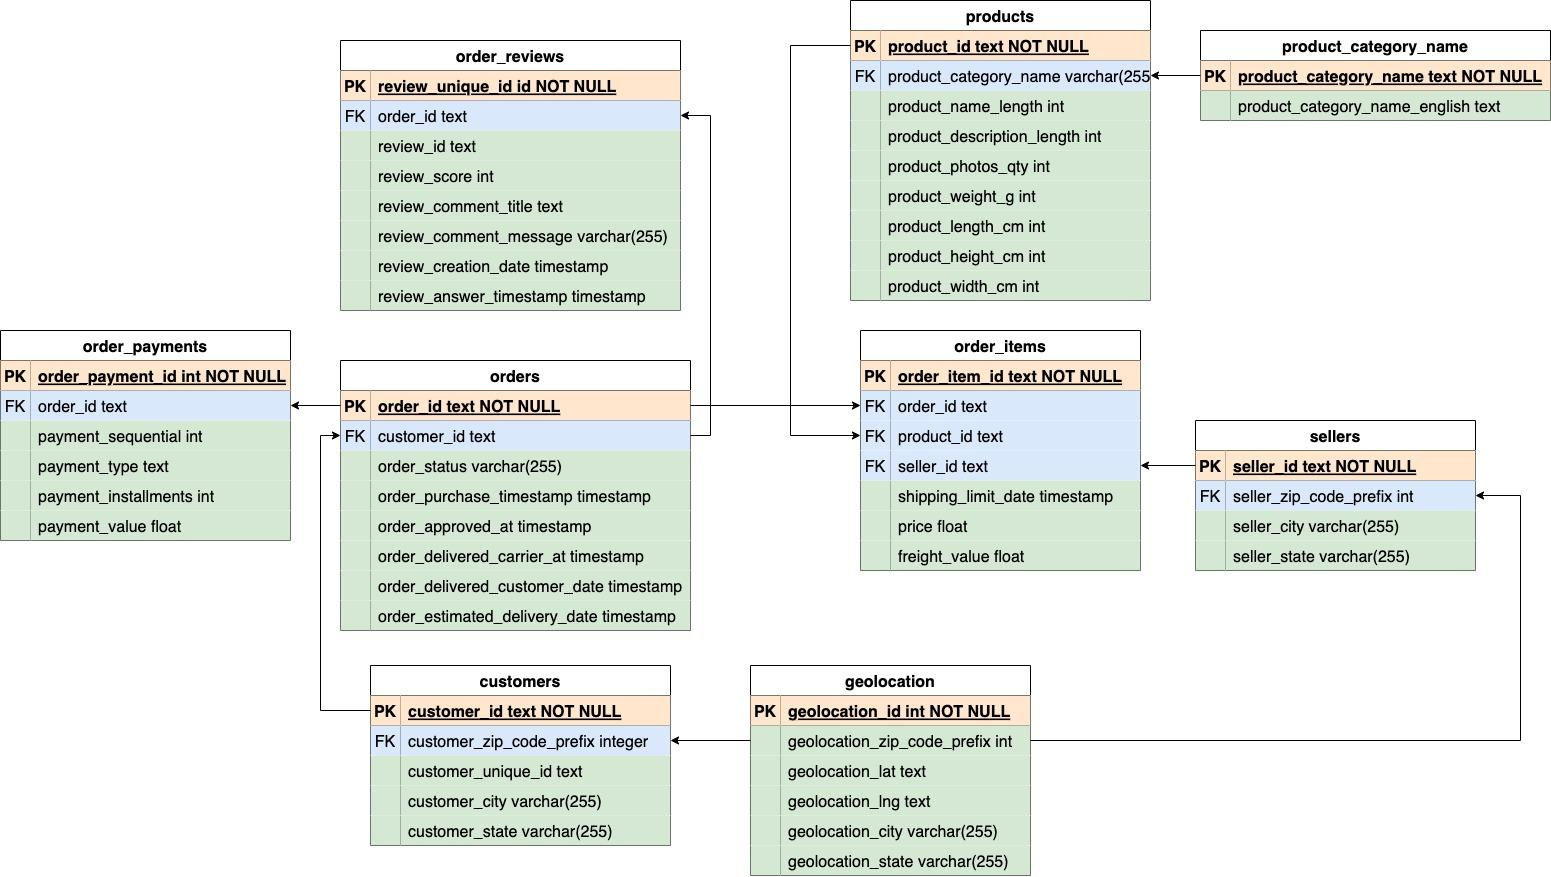 products
PK product_id text NOT NULL
FK product_category_name varchar(255
product_name_length int
product_description_length int
product_photos_qty int
product_weight_g int
product_length_cm int
product_height_cm int
product_width_cm int
product_category_name
PK product_category_name text NOT NULL
product_category_name_english text
order_reviews
PK review_unique_id id NOT NULL
FK order_id text
review_id text
review_score int
review_comment_title text
review_comment_message varchar(255)
review_creation_date timestamp
review_answer_timestamp timestamp
order_payments
PK order_payment_id int NOT NULL
FK order_id text
payment_sequential int
payment_type text
payment_installments int
payment_value float
orders
PK order_id text NOT NULL
FK customer_id text
order_status varchar(255)
order_purchase_timestamp timestamp
order_approved_at timestamp
order_delivered_carrier_at timestamp
order_delivered_customer_date timestamp
order_estimated_delivery_date timestamp
order_items
PK order_item_id text NOT NULL
FK order_id text
FK product_id text
FK seller_id text
shipping_limit_date timestamp
price float
freight_value float
sellers
PK seller_id text NOT NULL
FK seller_zip_code_prefix int
seller_city varchar(255)
seller_state varchar(255)
customers
PK customer_id text NOT NULL
FK customer_zip_code_prefix integer
customer_unique_id text
customer_city varchar(255)
customer_state varchar(255)
geolocation
PK geolocation_id int NOT NULL
geolocation_zip_code_prefix int
geolocation_lat text
geolocation_lng text
geolocation_city varchar(255)
geolocation_state varchar(255)